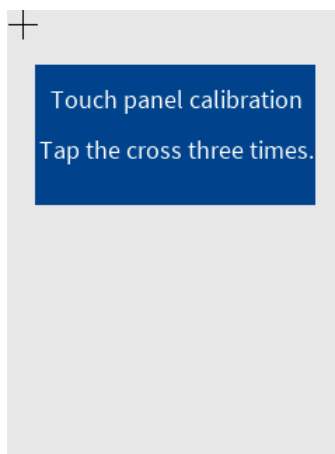 Touch panel calibration
Tap the cross three times.